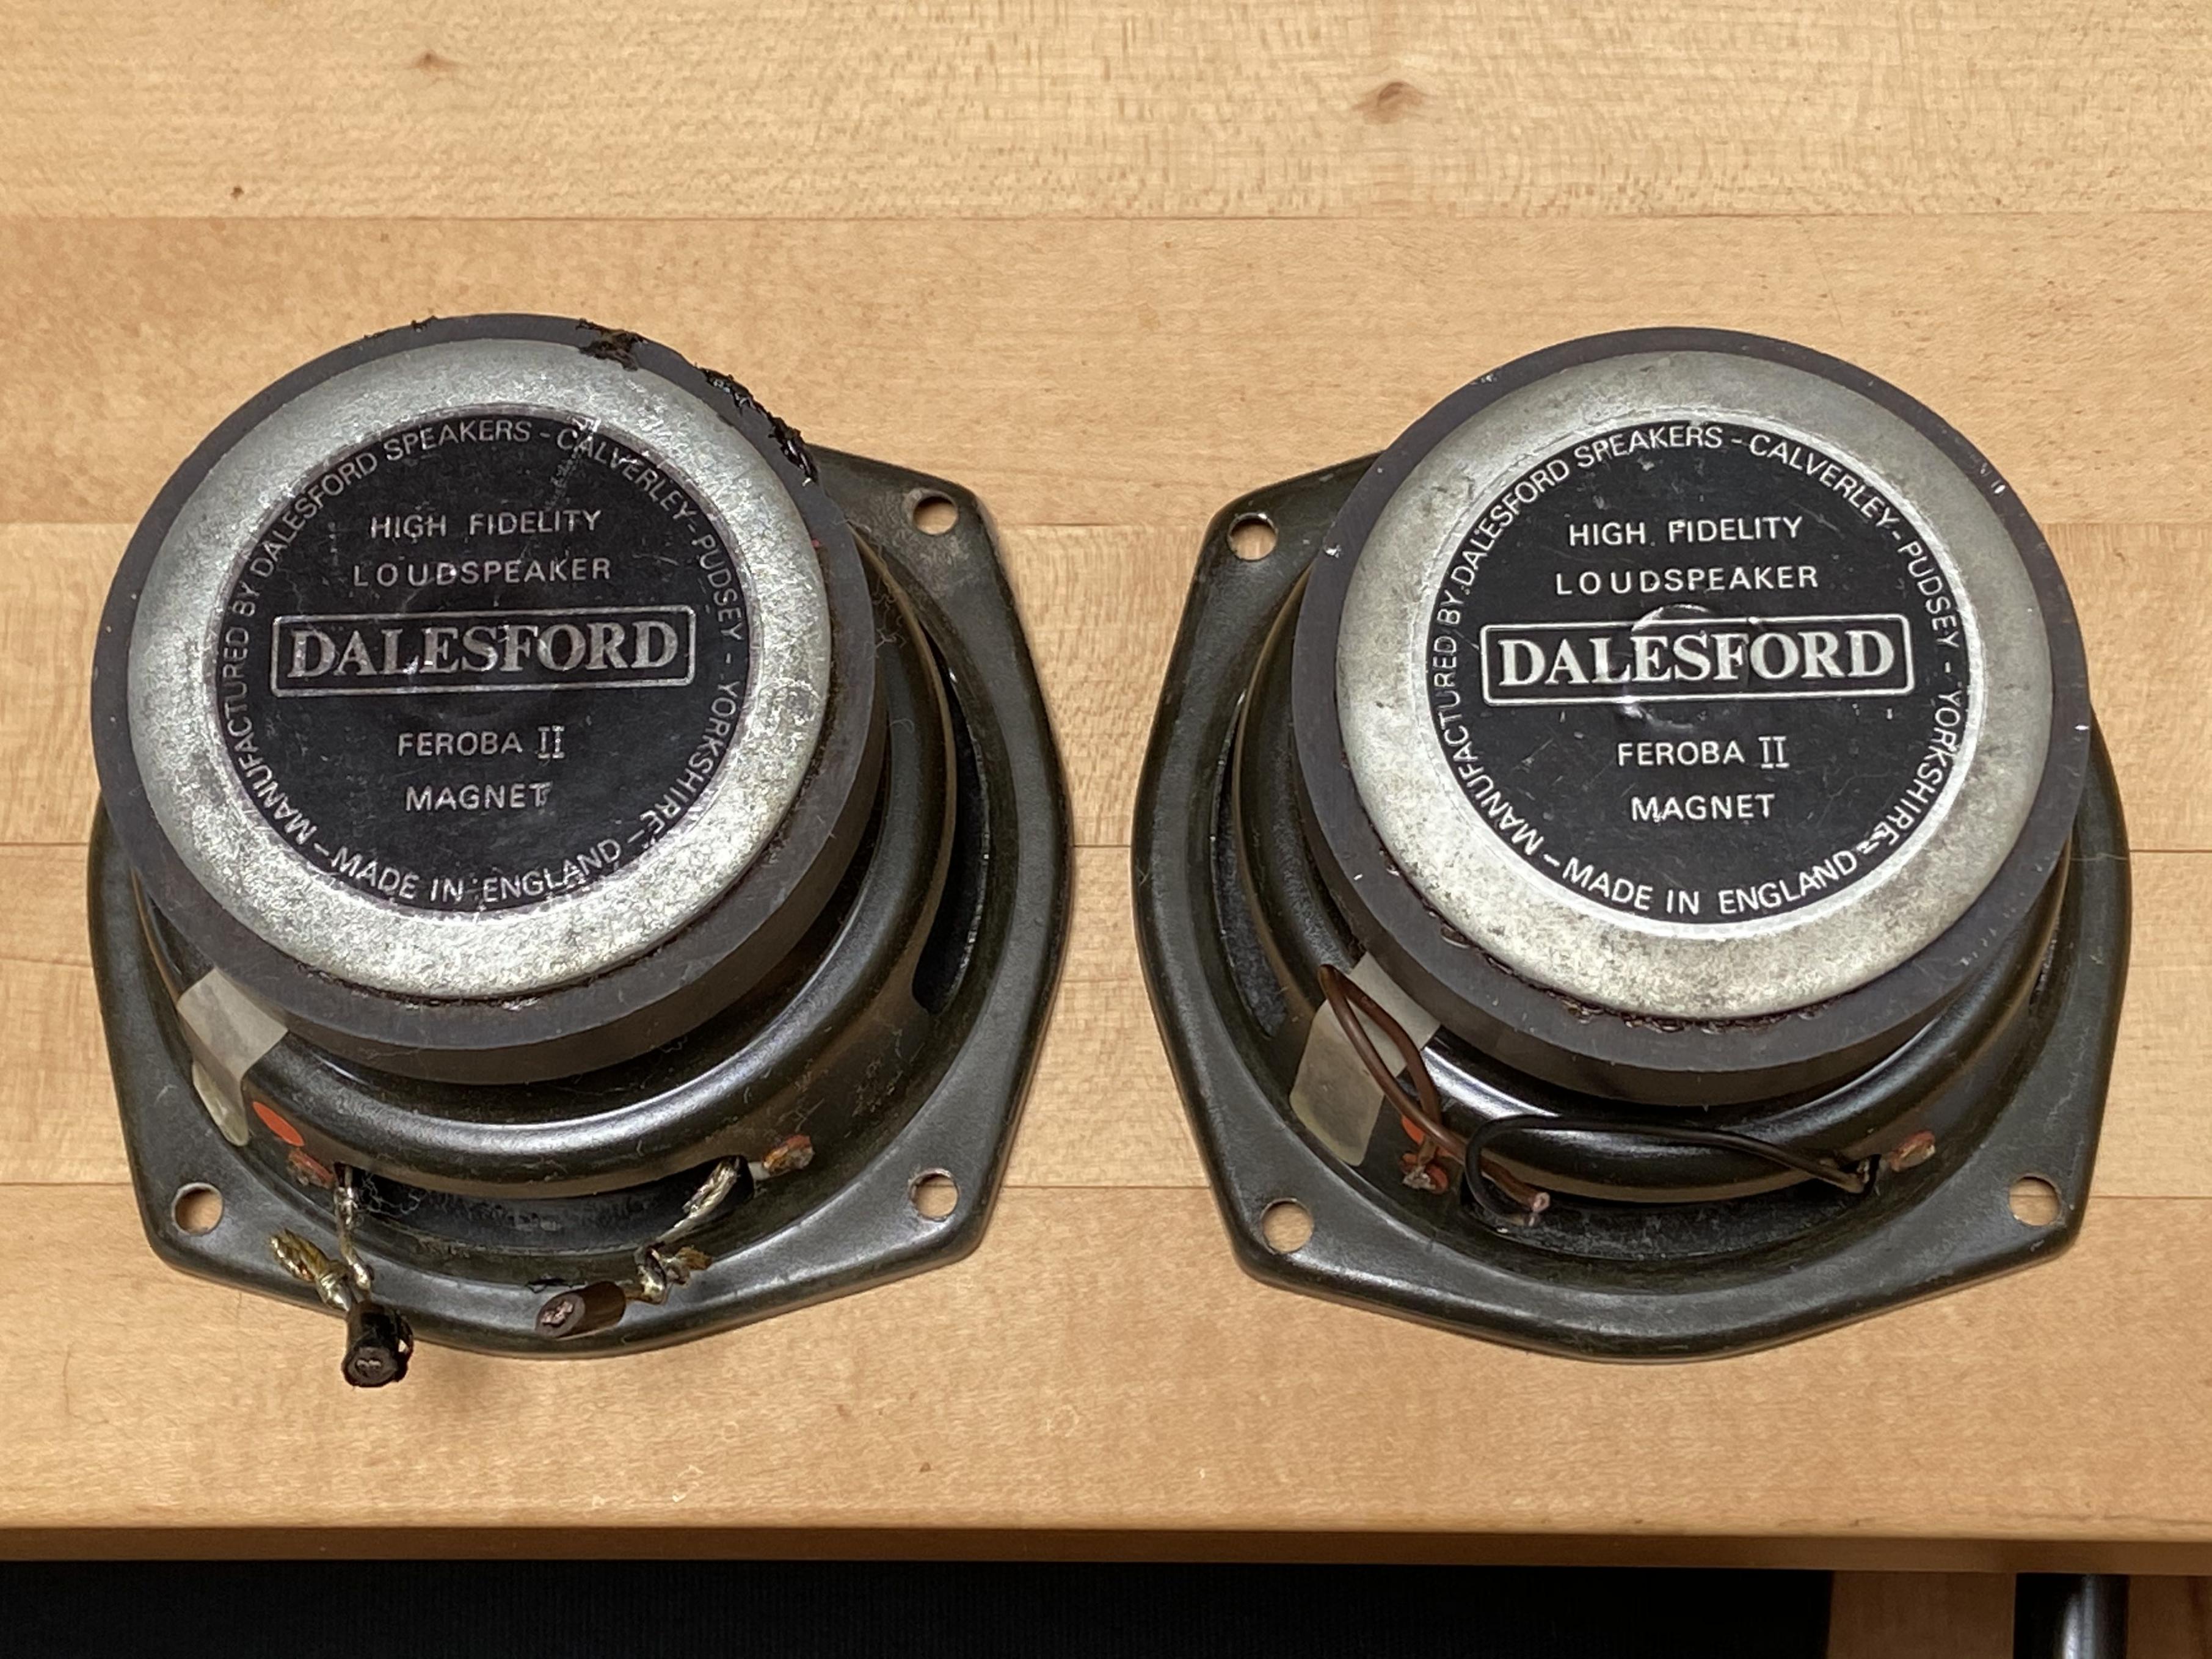 MANUFACTURED BY DALESFORD SPEAKERS - CALVERLEY - PUDSEY - YORKSHIRE - MADE IN ENGLAND -
HIGH FIDELITY
LOUDSPEAKER
DALESFORD
FEROBA II
MAGNET
MANUFACTURED BY DALESFORD SPEAKERS - CALVERLEY - PUDSEY - YORKSHIRE - MADE IN ENGLAND -
HIGH FIDELITY
LOUDSPEAKER
DALESFORD
FEROBA II
MAGNET